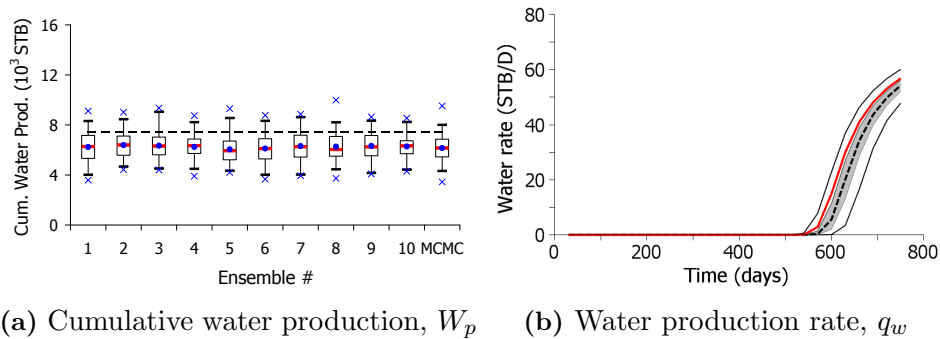 Cum. Water Prod. (10³ STB)
16
12
8
4
0
1 2 3 4 5 6 7 8 9 10 MCMC
Ensemble #
(a) Cumulative water production, Wₚ
Water rate (STB/D)
80
60
40
20
0
0 200 400 600 800
Time (days)
(b) Water production rate, q_w